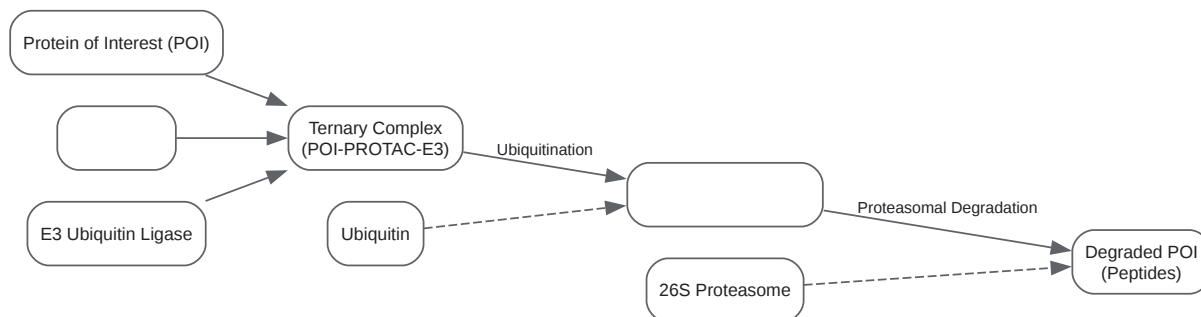 Protein of Interest (POI)
Ternary Complex
(POI-PROTAC-E3)
Ubiquitination
E3 Ubiquitin Ligase
Ubiquitin
Proteasomal Degradation
26S Proteasome
Degraded POI
(Peptides)